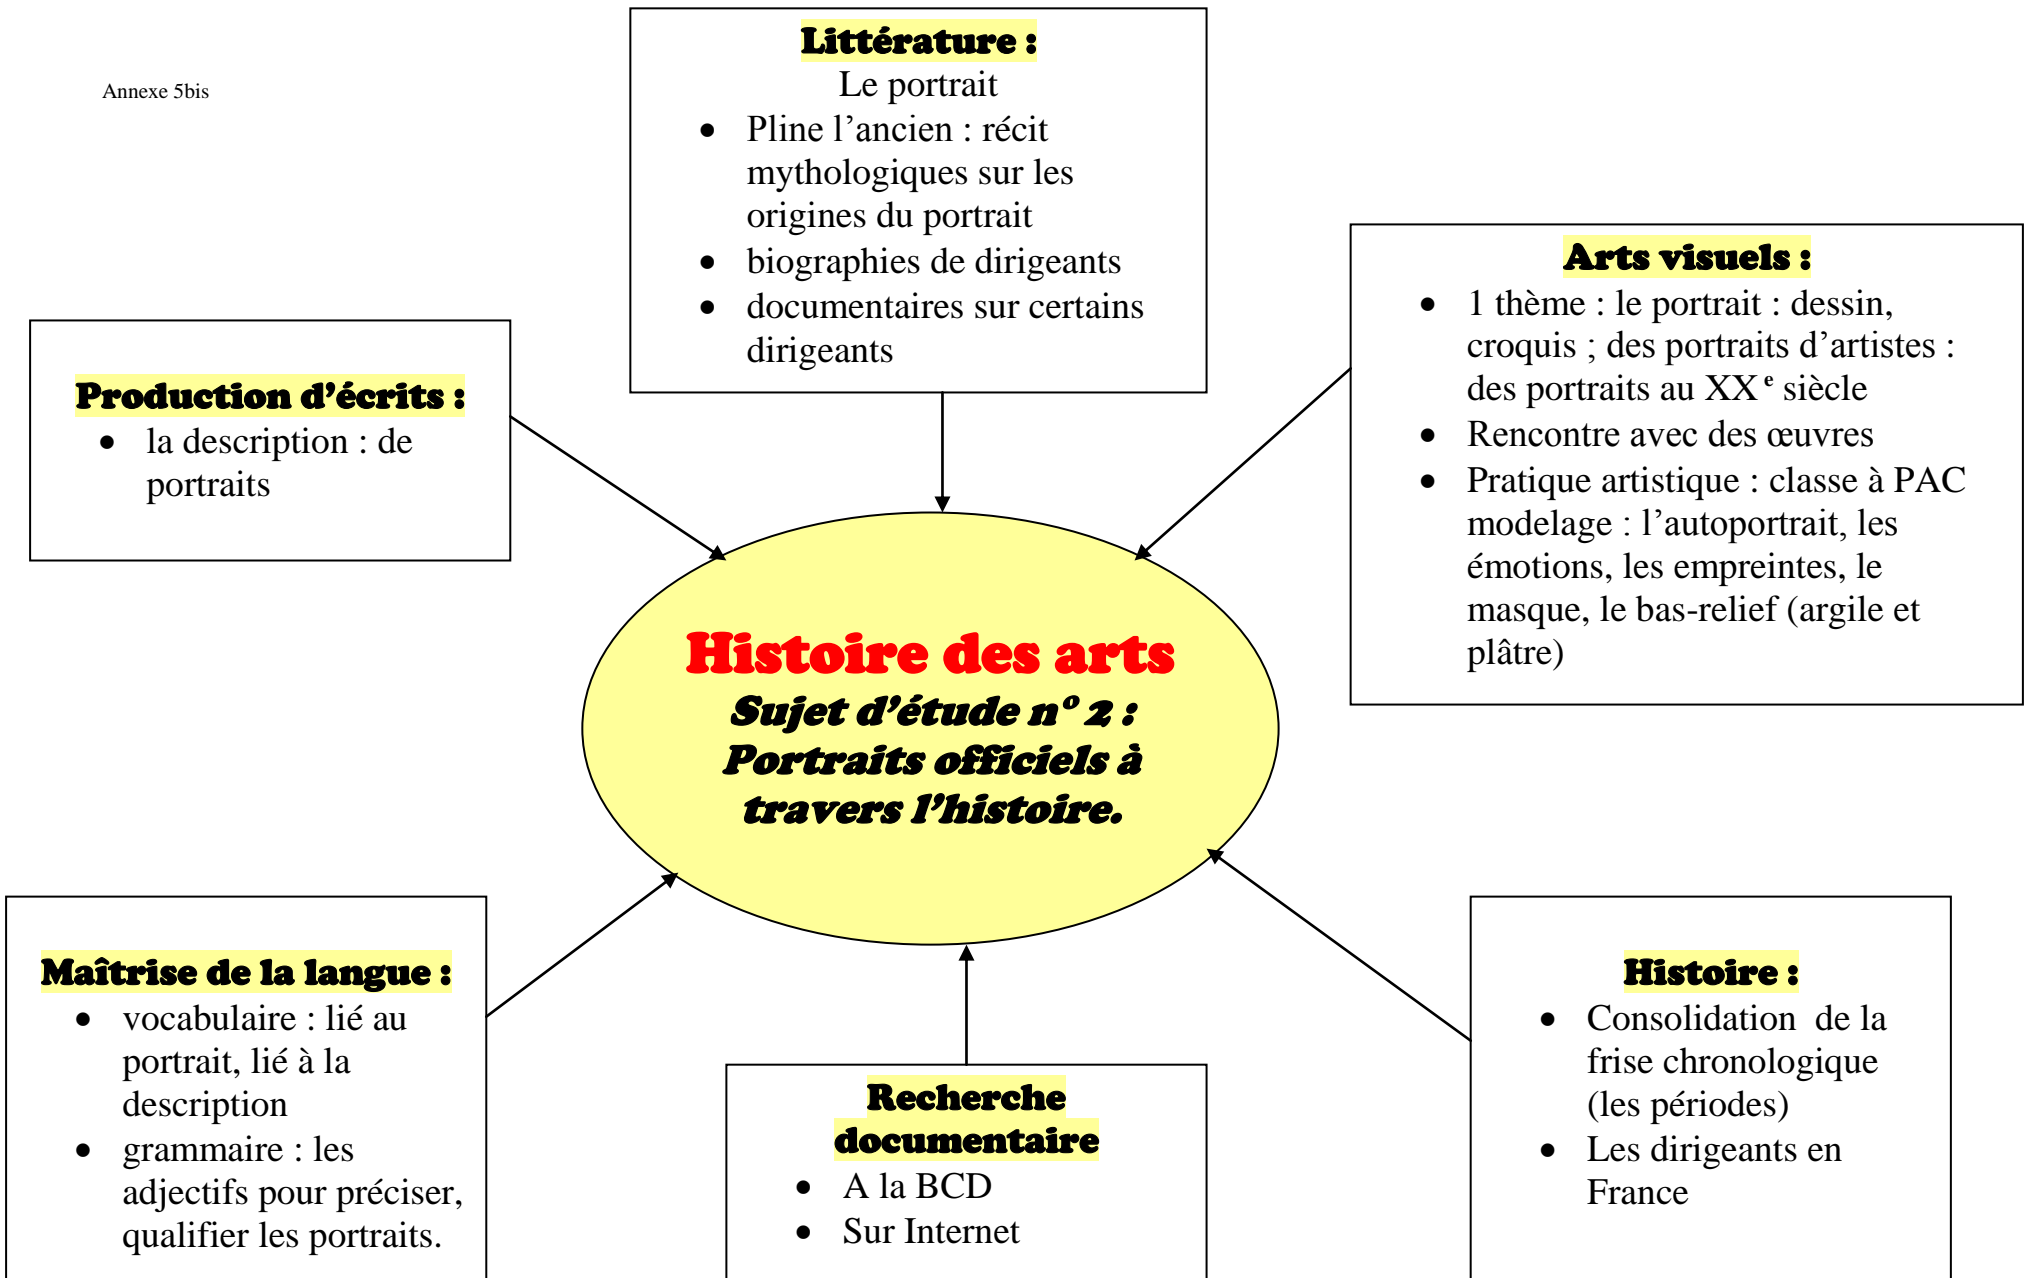 Annexe 5bis
Littérature :
Le portrait
• Pline l’ancien : récit
mythologiques sur les
origines du portrait
• biographies de dirigeants
• documentaires sur certains
dirigeants
Arts visuels :
• 1 thème : le portrait : dessin,
croquis ; des portraits d’artistes :
des portraits au XXe siècle
• Rencontre avec des œuvres
• Pratique artistique : classe à PAC
modelage : l’autoportrait, les
émotions, les empreintes, le
masque, le bas-relief (argile et
plâtre)
Production d’écrits :
• la description : de
portraits
Histoire des arts
Sujet d’étude n° 2 :
Portraits officiels à
travers l’histoire.
Maîtrise de la langue :
• vocabulaire : lié au
portrait, lié à la
description
• grammaire : les
adjectifs pour préciser,
qualifier les portraits.
Recherche
documentaire
• A la BCD
• Sur Internet
Histoire :
• Consolidation  de la
frise chronologique
(les périodes)
• Les dirigeants en
France